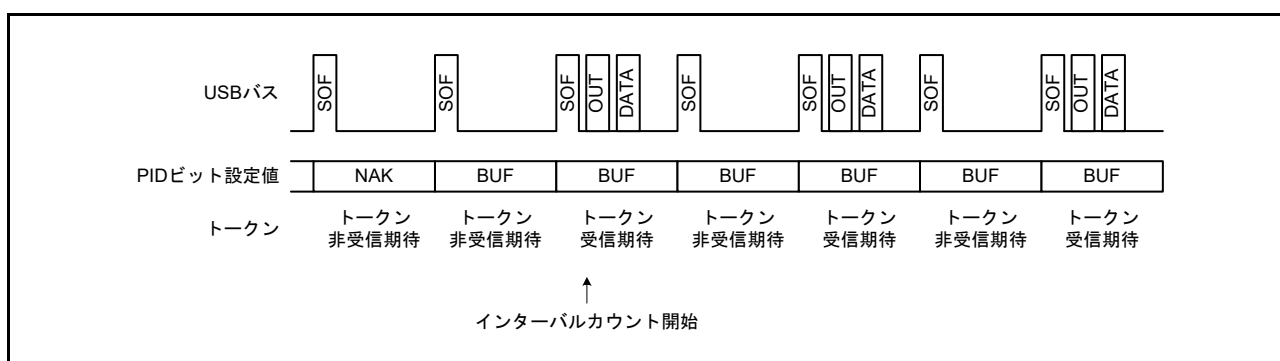 USBバス
SOF
SOF
SOF
OUT
DATA
SOF
SOF
OUT
DATA
SOF
SOF
OUT
DATA
PIDビット設定値
NAK
BUF
BUF
BUF
BUF
BUF
BUF
トークン
トークン
非受信期待
トークン
非受信期待
トークン
受信期待
トークン
非受信期待
トークン
受信期待
トークン
非受信期待
トークン
受信期待
インターバルカウント開始